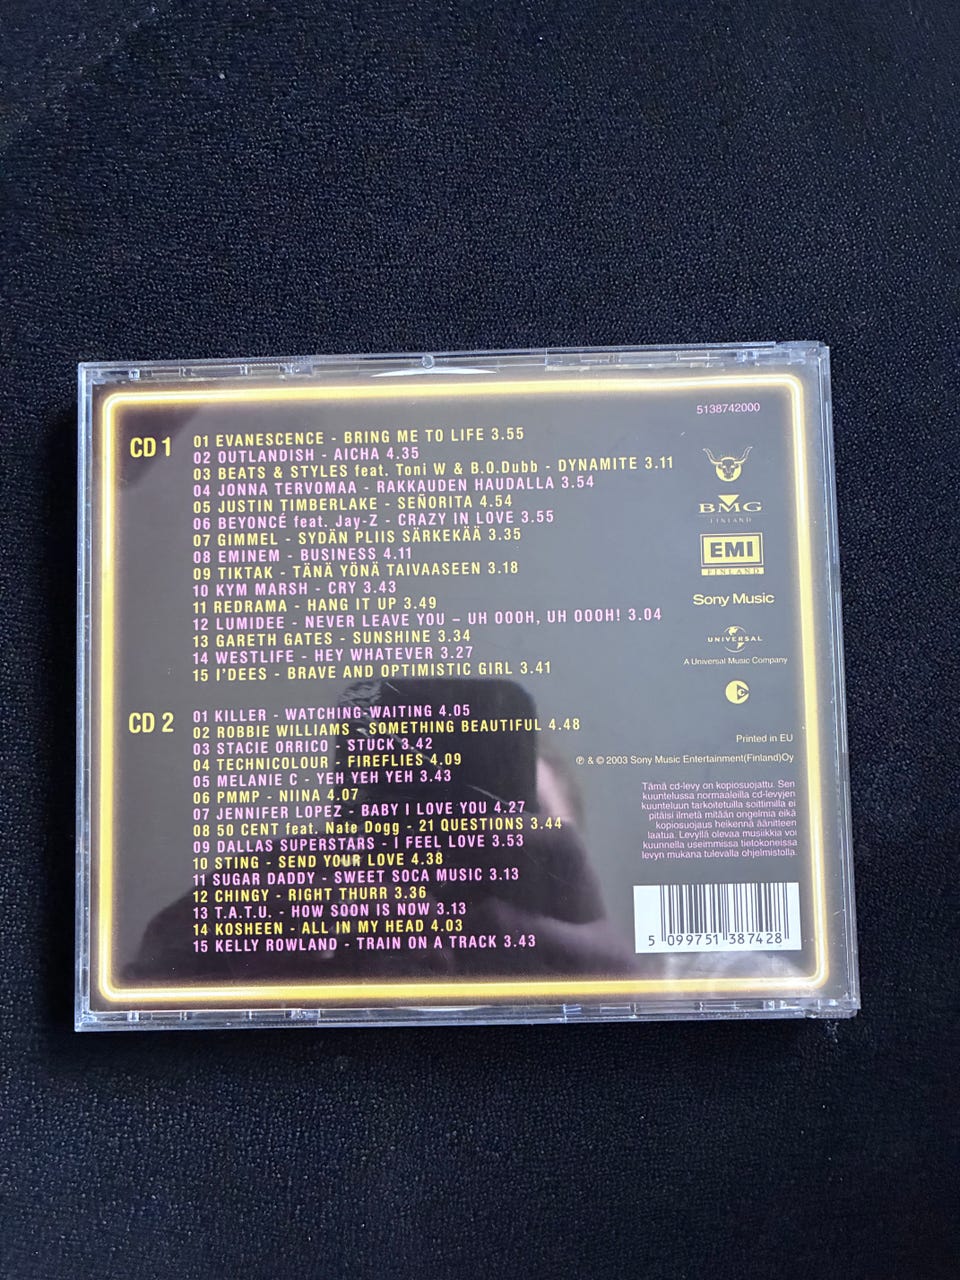 5138742000
CD 1
01 EVANESCENCE - BRING ME TO LIFE 3.55
02 OUTLANDISH - AICHA 4.35
03 BEATS & STYLES feat. Toni W & B.O.Dubb - DYNAMITE 3.11
04 JONNA TERVOMAA - RAKKAUDEN HAUDALLA 3.54
05 JUSTIN TIMBERLAKE - SEÑORITA 4.54
06 BEYONCÉ feat. Jay-Z - CRAZY IN LOVE 3.55
07 GIMMEL - SYDÄN PLIIS SÄRKEKÄÄ 3.35
08 EMINEM - BUSINESS 4.11
09 TIKTAK - TÄNÄ YÖNÄ TAIVAASEEN 3.18
10 KYM MARSH - CRY 3.43
11 REDRAMA - HANG IT UP 3.49
12 LUMIDEE - NEVER LEAVE YOU – UH OOOH, UH OOOH! 3.04
13 GARETH GATES - SUNSHINE 3.34
14 WESTLIFE - HEY WHATEVER 3.27
15 I'DEES - BRAVE AND OPTIMISTIC GIRL 3.41
CD 2
01 KILLER - WATCHING-WAITING 4.05
02 ROBBIE WILLIAMS - SOMETHING BEAUTIFUL 4.48
03 STACIE ORRICO - STUCK 3.42
04 TECHNICOLOUR - FIREFLIES 4.09
05 MELANIE C - YEH YEH YEH 3.43
06 PMMP - NIINA 4.07
07 JENNIFER LOPEZ - BABY I LOVE YOU 4.27
08 50 CENT feat. Nate Dogg - 21 QUESTIONS 3.44
09 DALLAS SUPERSTARS - I FEEL LOVE 3.53
10 STING - SEND YOUR LOVE 4.38
11 SUGAR DADDY - SWEET SOCA MUSIC 3.13
12 CHINGY - RIGHT THURR 3.36
13 T.A.T.U. - HOW SOON IS NOW 3.13
14 KOSHEEN - ALL IN MY HEAD 4.03
15 KELLY ROWLAND - TRAIN ON A TRACK 3.43
BMG
FINLAND
EMI
FINLAND
Sony Music
UNIVERSAL
A Universal Music Company
Printed in EU
℗ & © 2003 Sony Music Entertainment(Finland)Oy
Tämä cd-levy on kopiosuojattu. Sen
kuuntelussa normaaleilla cd-levyjen
kuunteluun tarkoitetuilla soittimilla ei
pitäisi ilmetä mitään ongelmia eikä
kopiosuojaus heikennä äänitteen
laatua. Levyllä olevaa musiikkia voi
kuunnella useimmissa tietokoneissa
levyn mukana tulevalla ohjelmistolla.
5 099751 387428